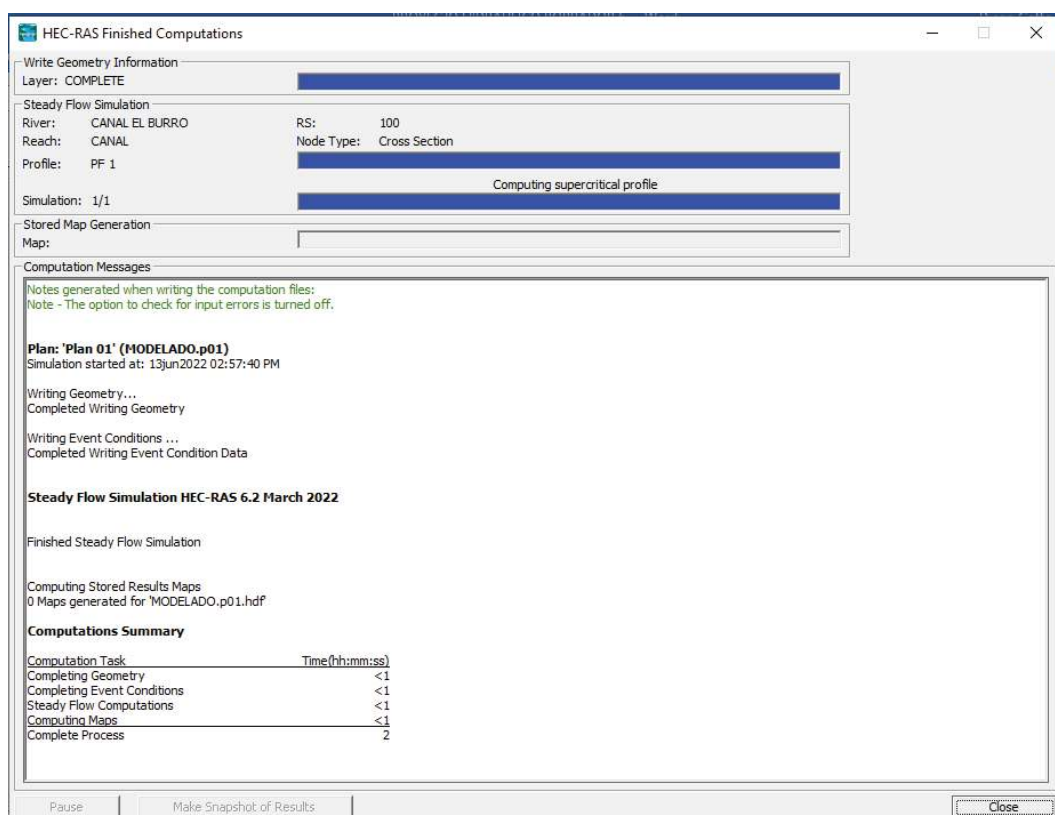 HEC-RAS Finished Computations
Write Geometry Information
Layer: COMPLETE
Steady Flow Simulation
River: CANAL EL BURRO RS: 100
Reach: CANAL Node Type: Cross Section
Profile: PF 1
Computing supercritical profile
Simulation: 1/1
Stored Map Generation
Map:
Computation Messages
Notes generated when writing the computation files:
Note - The option to check for input errors is turned off.
Plan: 'Plan 01' (MODELADO.p01)
Simulation started at: 13jun2022 02:57:40 PM
Writing Geometry...
Completed Writing Geometry
Writing Event Conditions ...
Completed Writing Event Condition Data
Steady Flow Simulation HEC-RAS 6.2 March 2022
Finished Steady Flow Simulation
Computing Stored Results Maps
0 Maps generated for 'MODELADO.p01.hdf'
Computations Summary
Computation Task Time(hh:mm:ss)
Completing Geometry <1
Completing Event Conditions <1
Steady Flow Computations <1
Computing Maps <1
Complete Process 2
Pause Make Snapshot of Results Close